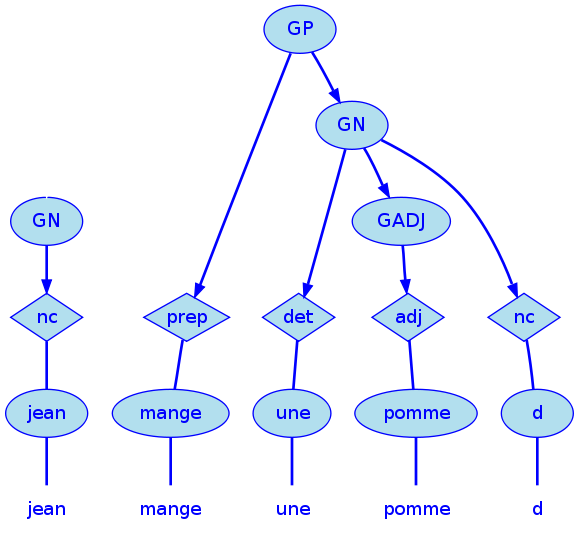 GP
GN
GN GADJ
nc prep det adj nc
jean mange une pomme d
jean mange une pomme d